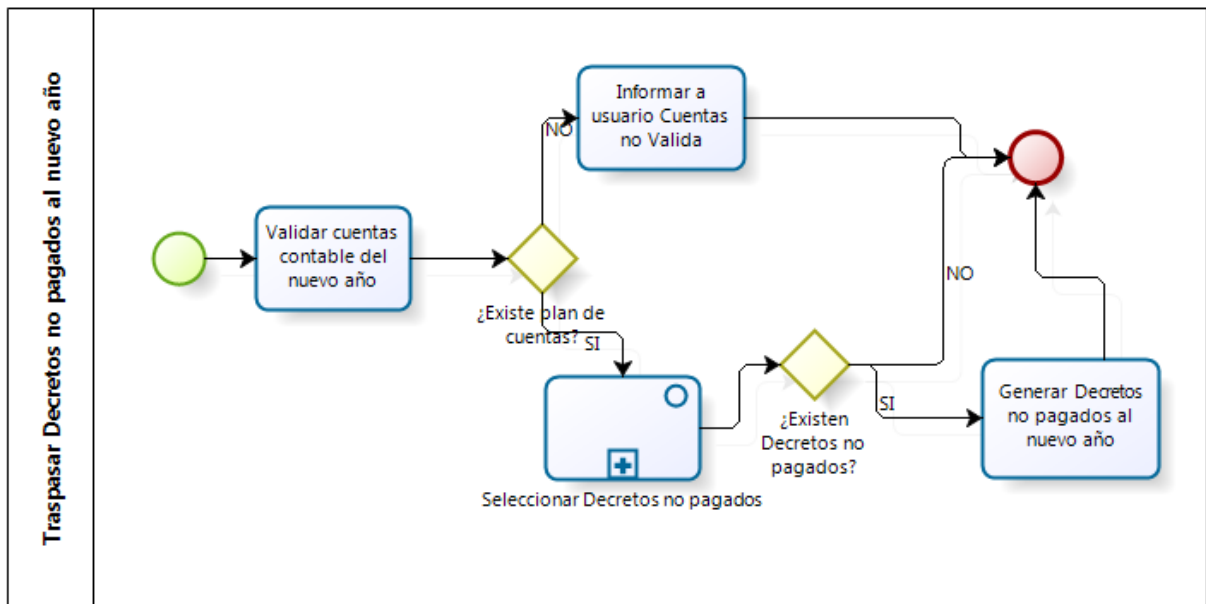 Traspasar Decretos no pagados al nuevo año
Informar a
usuario Cuentas
no Valida
NO
Validar cuentas
contable del
nuevo año
¿Existe plan de
cuentas?
SI
NO
Seleccionar Decretos no pagados
¿Existen
Decretos no
pagados?
SI
Generar Decretos
no pagados al
nuevo año